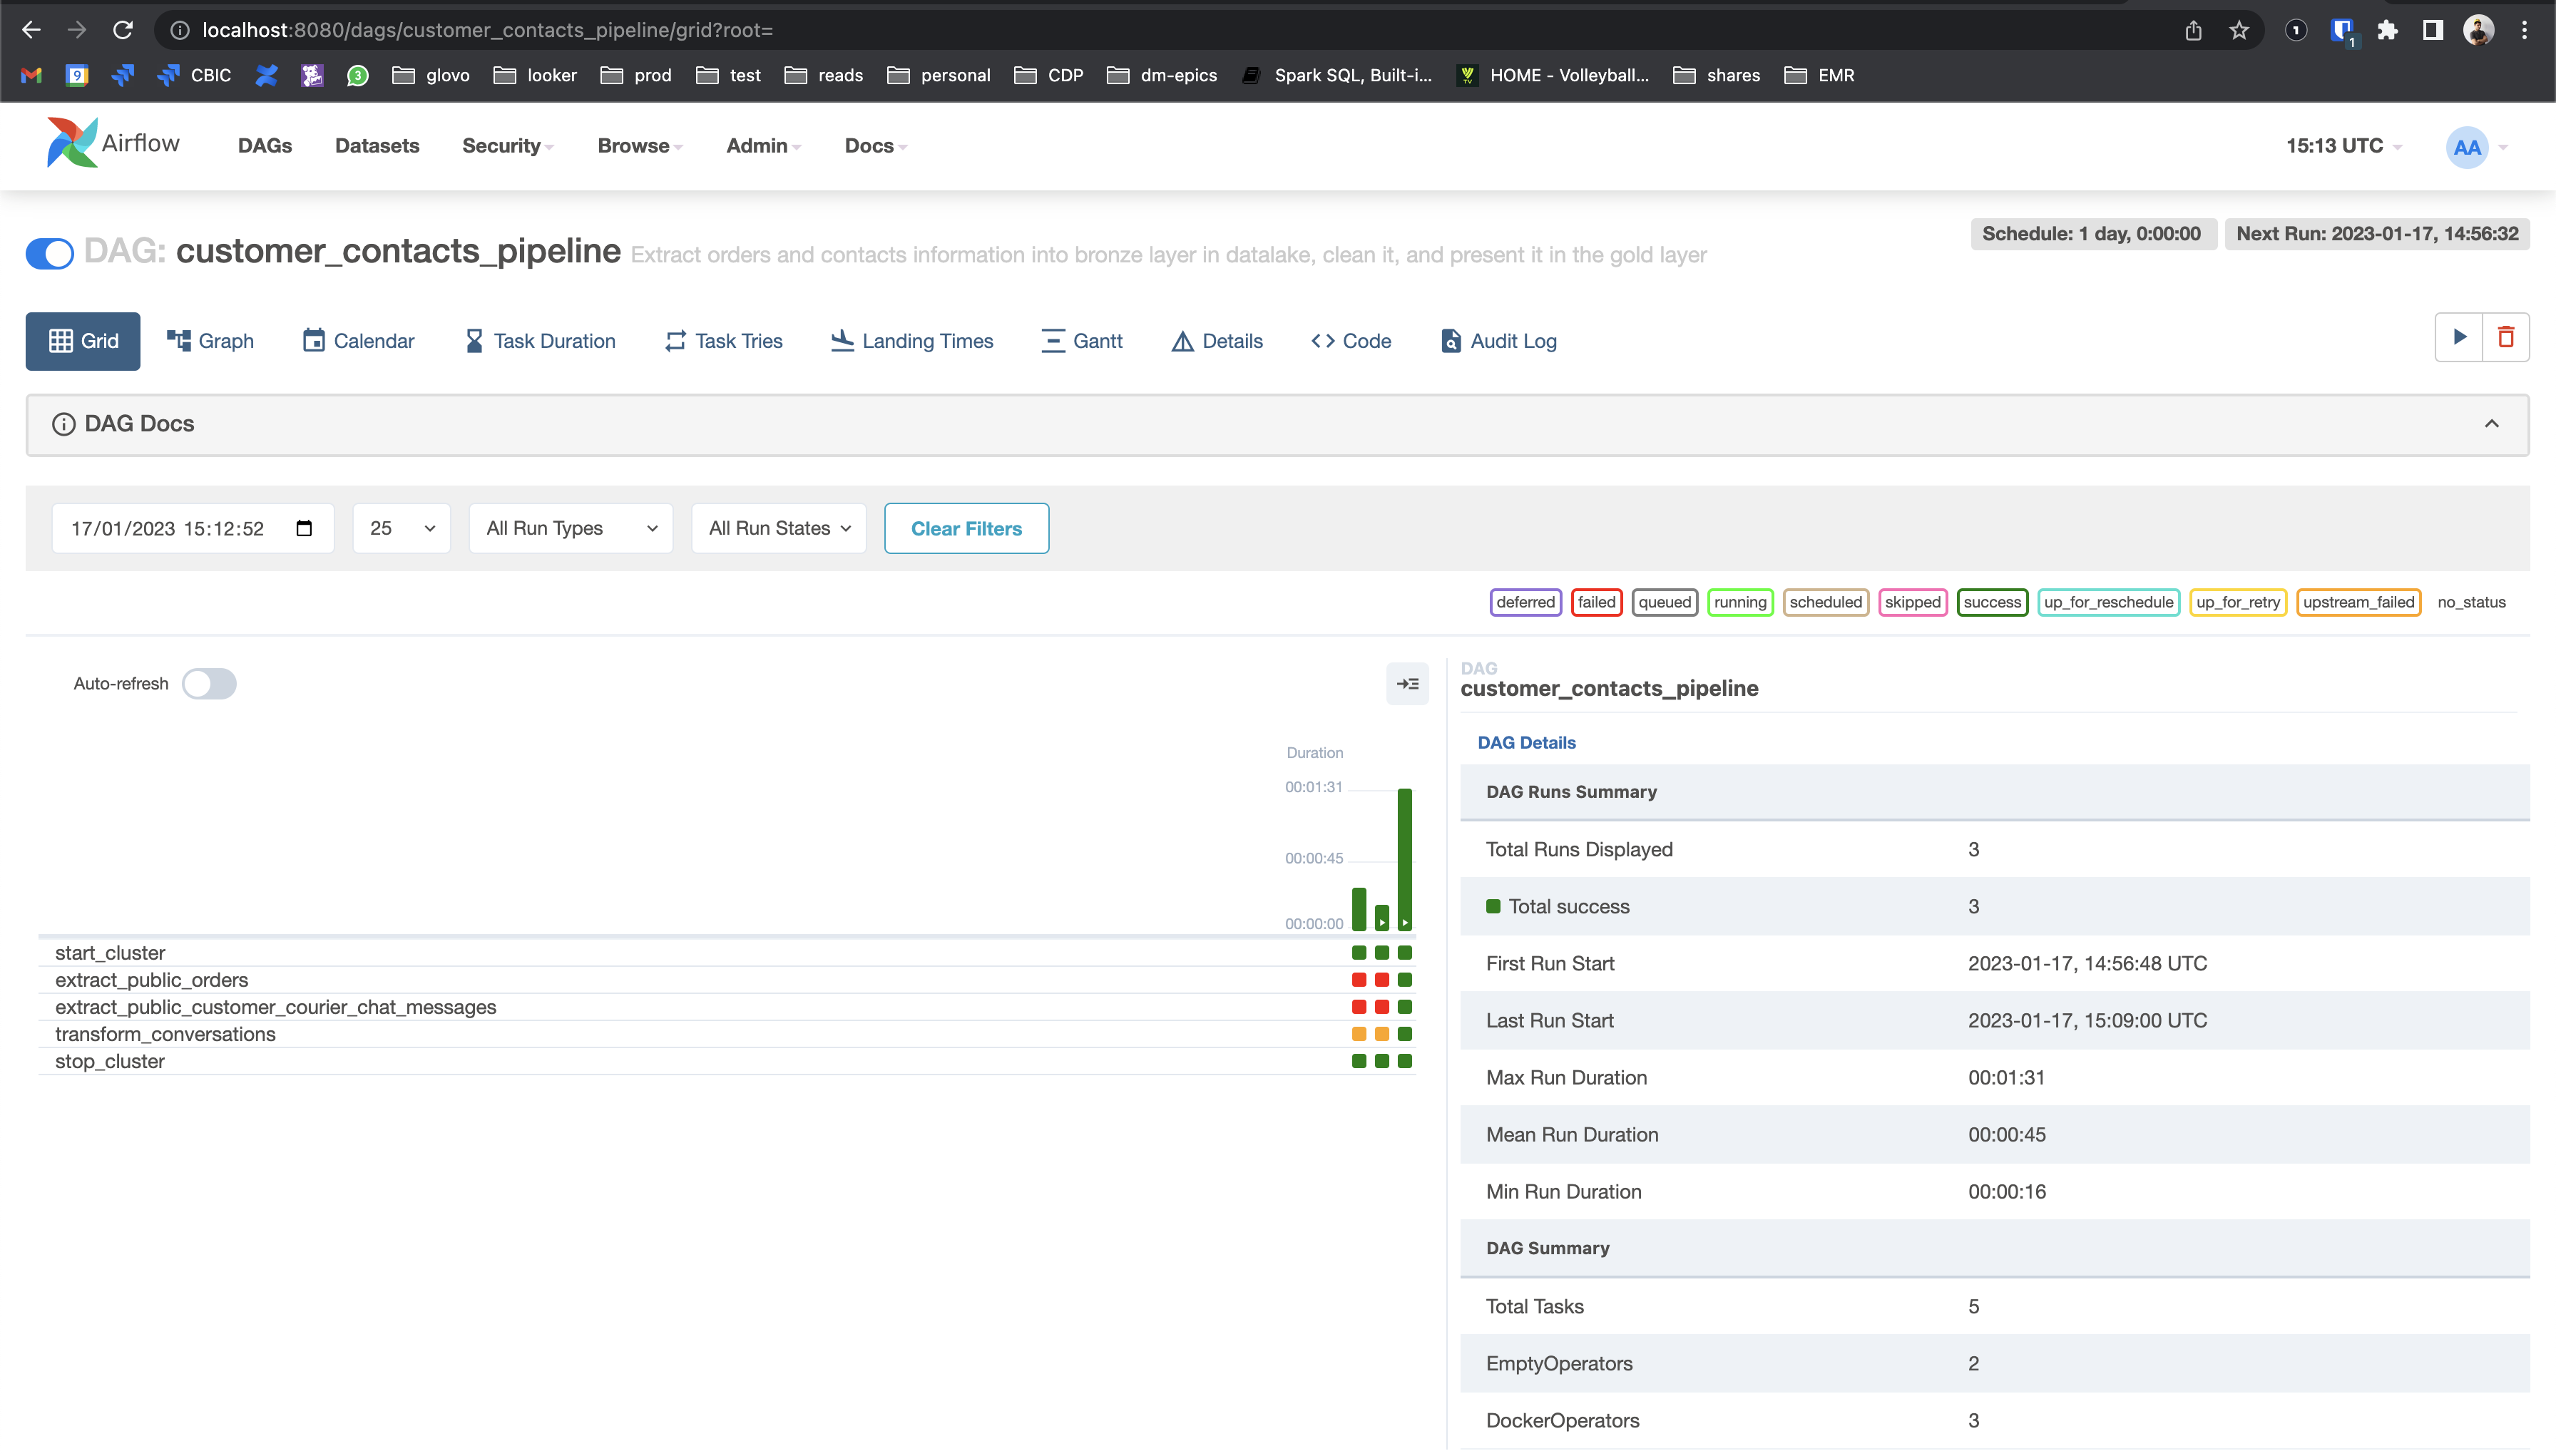 localhost:8080/dags/customer_contacts_pipeline/grid?root=
1
1
9
CBIC
3
glovo
looker
prod
test
reads
personal
CDP
dm-epics
Spark SQL, Built-i...
TV
HOME - Volleyball...
shares
EMR
Airflow
DAGs
Datasets
Security
Browse
Admin
Docs
15:13 UTC
AA
DAG: customer_contacts_pipeline Extract orders and contacts information into bronze layer in datalake, clean it, and present it in the gold layer
Schedule: 1 day, 0:00:00
Next Run: 2023-01-17, 14:56:32
Grid
Graph
Calendar
Task Duration
Task Tries
Landing Times
Gantt
Details
Code
Audit Log
DAG Docs
17/01/2023 15:12:52
25
All Run Types
All Run States
Clear Filters
deferred
failed
queued
running
scheduled
skipped
success
up_for_reschedule
up_for_retry
upstream_failed
no_status
Auto-refresh
Duration
00:01:31
00:00:45
00:00:00
start_cluster
extract_public_orders
extract_public_customer_courier_chat_messages
transform_conversations
stop_cluster
DAG
customer_contacts_pipeline
DAG Details
DAG Runs Summary
Total Runs Displayed 3
Total success 3
First Run Start 2023-01-17, 14:56:48 UTC
Last Run Start 2023-01-17, 15:09:00 UTC
Max Run Duration 00:01:31
Mean Run Duration 00:00:45
Min Run Duration 00:00:16
DAG Summary
Total Tasks 5
EmptyOperators 2
DockerOperators 3